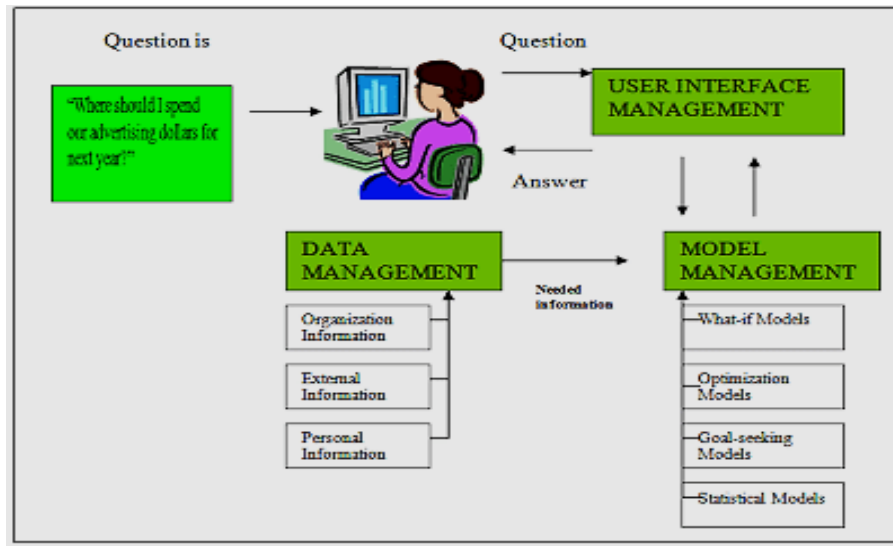 Question is
Question
"Where should I spend
our advertising dollars for
next year?"
USER INTERFACE
MANAGEMENT
Answer
DATA
MANAGEMENT
MODEL
MANAGEMENT
Needed
information
Organization
Information
External
Information
Personal
Information
What-if Models
Optimization
Models
Goal-seeking
Models
Statistical Models